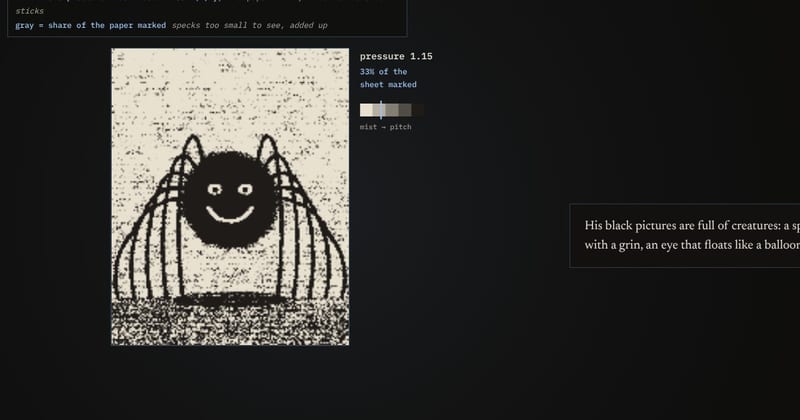 sticks
gray = share of the paper marked specks too small to see, added up
pressure 1.15
33% of the
sheet marked
mist → pitch
His black pictures are full of creatures: a
with a grin, an eye that floats like a balloon